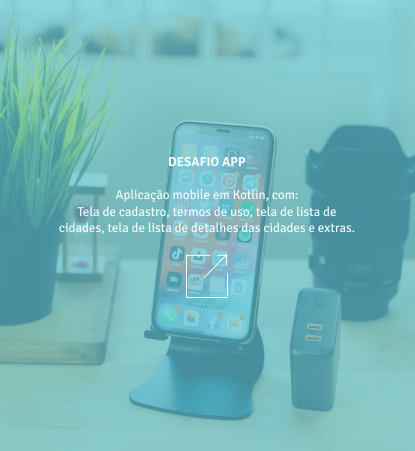 DESAFIO APP
Aplicação mobile em Kotlin, com:
Tela de cadastro, termos de uso, tela de lista de
cidades, tela de lista de detalhes das cidades e extras.